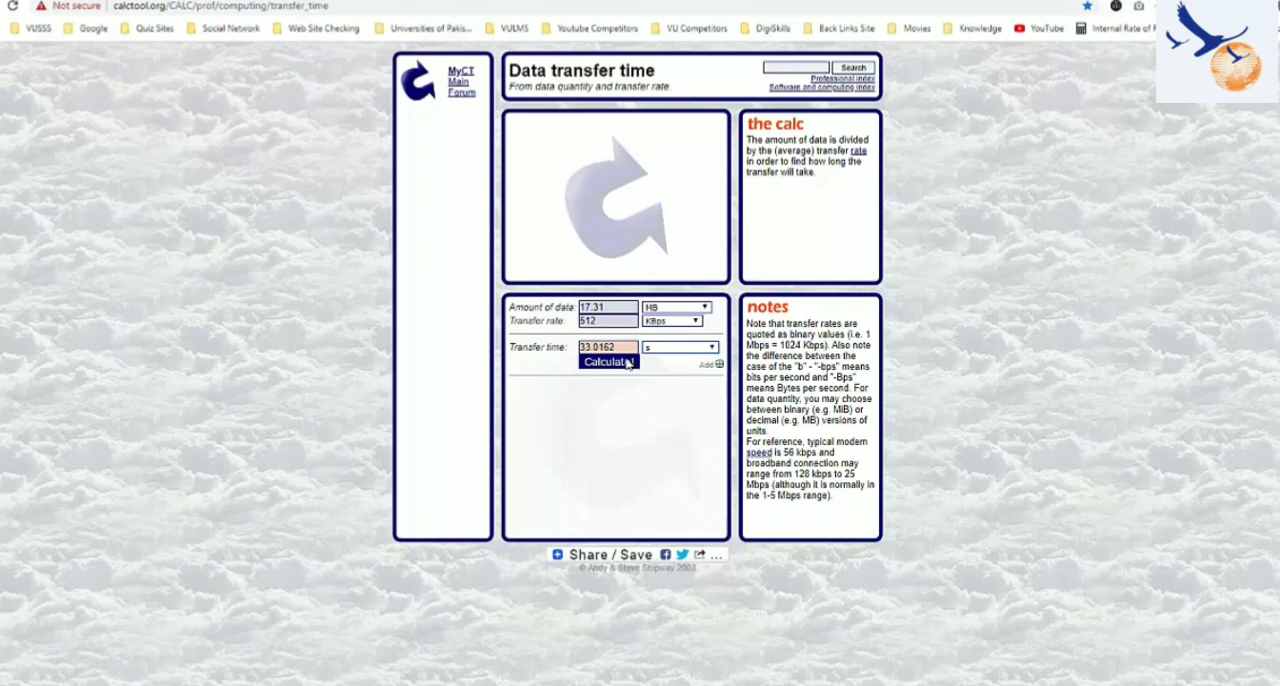 Not secure | calctool.org/CALC/prof/computing/transfer_time
VUSSS Google Quiz Sites Social Network Web Site Checking Universities of Pakis... VULMS Youtube Competitors VU Competitors DigiSkills Back Links Site Movies Knowledge YouTube Internal Rate of
MyCT
Main
Forum
Data transfer time
From data quantity and transfer rate.
Search
Professional index
Software and computing index
the calc
The amount of data is divided
by the (average) transfer rate
in order to find how long the
transfer will take.
Amount of data: 17.31 MB
Transfer rate: 512 KBps
Transfer time: 33.0162 s
Calculate!
Add
notes
Note that transfer rates are
quoted as binary values (i.e. 1
Mbps = 1024 Kbps). Also note
the difference between the
case of the "b" - "-bps" means
bits per second and "-Bps"
means Bytes per second. For
data quantity, you may choose
between binary (e.g. MiB) or
decimal (e.g. MB) versions of
units.
For reference, typical modem
speed is 56 kbps and
broadband connection may
range from 128 kbps to 25
Mbps (although it is normally in
the 1-5 Mbps range).
Share / Save ...
© Andy & Steve Shipway 2008